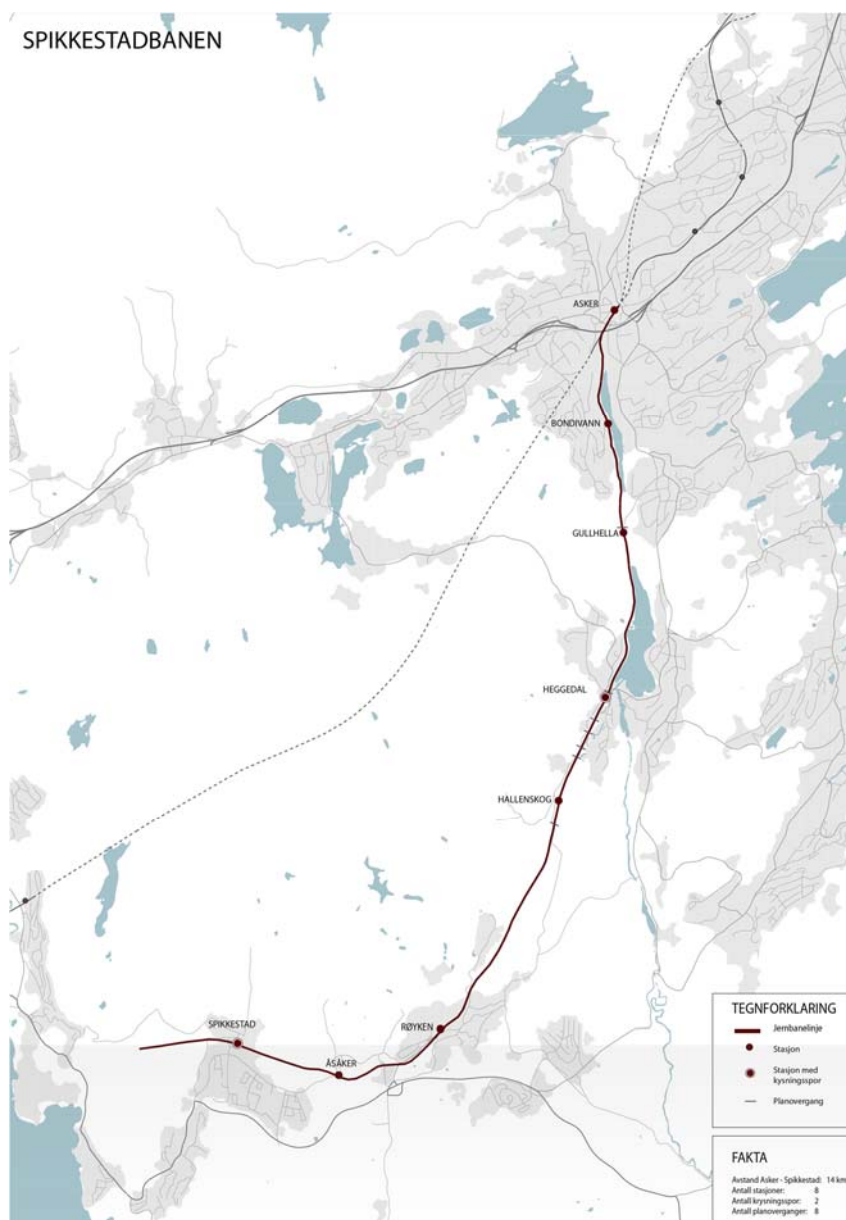 SPIKKESTADBANEN
ASKER
BONDIVANN
GULLHELLA
HEGGEDAL
HALLENSKOG
RØYKEN
SPIKKESTAD
ÅSÅKER
TEGNFORKLARING
Jernbanelinje
Stasjon
Stasjon med
kysningsspor
Planovergang
FAKTA
Avstand Asker - Spikkestad: 14 km
Antall stasjoner: 8
Antall krysningsspor: 2
Antall planoverganger: 8